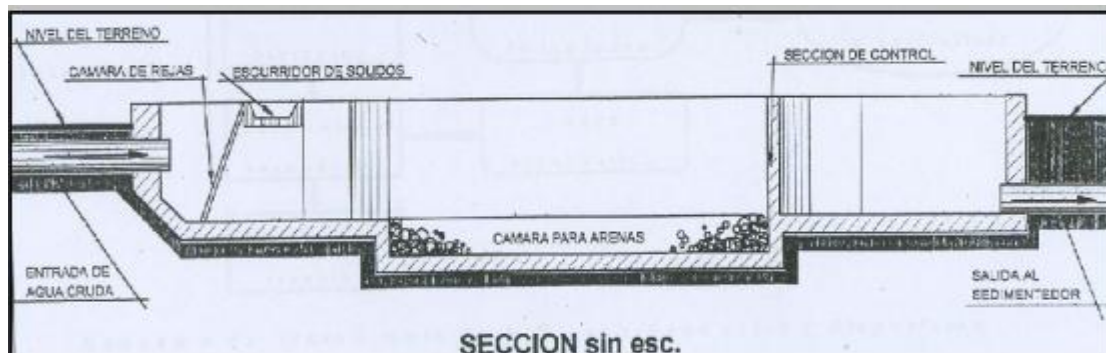 NIVEL DEL TERRENO
CAMARA DE REJAS
ESCURRIDOR DE SOLIDOS
SECCION DE CONTROL
NIVEL DEL TERRENO
CAMARA PARA ARENAS
ENTRADA DE
AGUA CRUDA
SALIDA AL
SEDIMENTEDOR
SECCION sin esc.